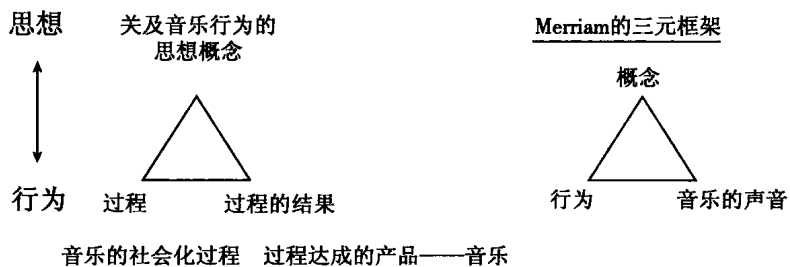 思想
关及音乐行为的
思想概念
Merriam的三元框架
概念
行为
过程
过程的结果
行为
音乐的声音
音乐的社会化过程 过程达成的产品——音乐